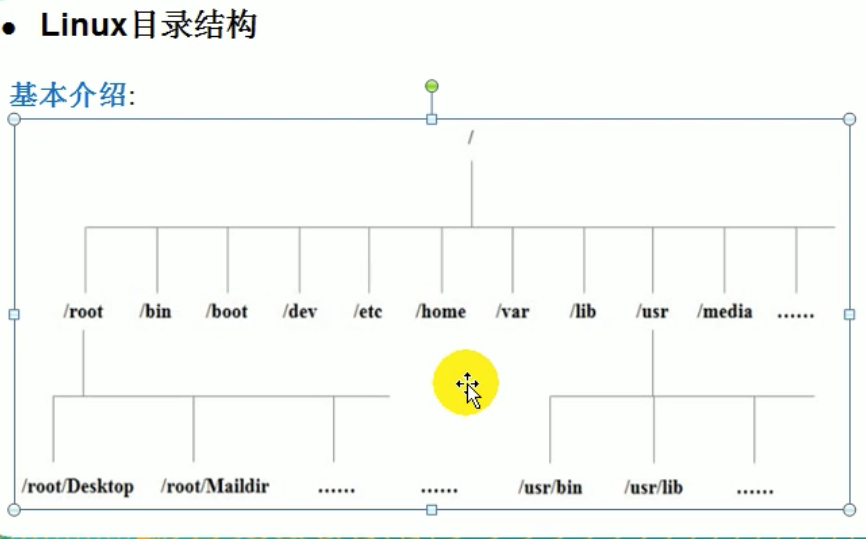 ● Linux目录结构
基本介绍:
/
/root /bin /boot /dev /etc /home /var /lib /usr /media ......
/root/Desktop /root/Maildir ...... ...... /usr/bin /usr/lib ......